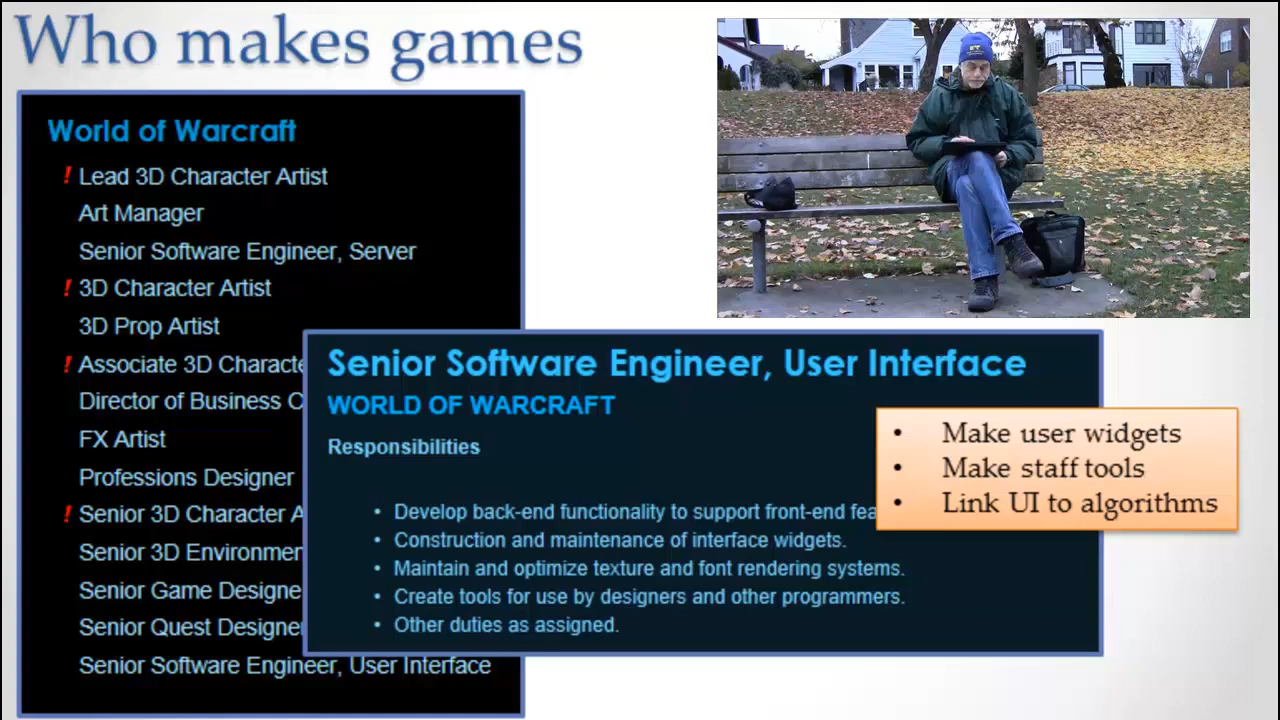 Who makes games
World of Warcraft
! Lead 3D Character Artist
Art Manager
Senior Software Engineer, Server
! 3D Character Artist
3D Prop Artist
! Associate 3D Characte
Director of Business
FX Artist
Professions Designer
! Senior 3D Character
Senior 3D Environmen
Senior Game Designe
Senior Quest Designe
Senior Software Engineer, User Interface
Senior Software Engineer, User Interface
WORLD OF WARCRAFT
Responsibilities
• Develop back-end functionality to support front-end fea
• Construction and maintenance of interface widgets.
• Maintain and optimize texture and font rendering systems.
• Create tools for use by designers and other programmers.
• Other duties as assigned.
• Make user widgets
• Make staff tools
• Link UI to algorithms